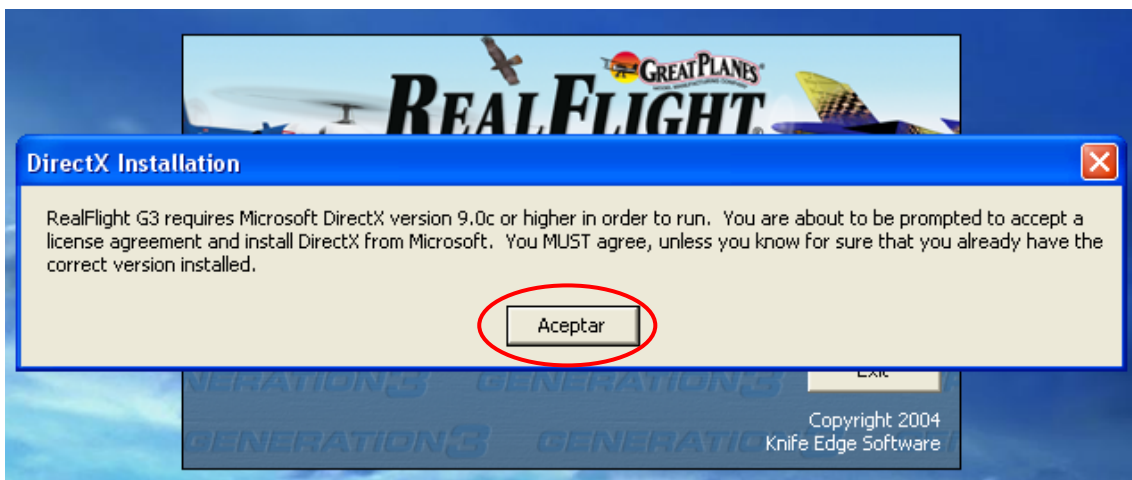 GREAT PLANES
REALFLIGHT
DirectX Installation
RealFlight G3 requires Microsoft DirectX version 9.0c or higher in order to run. You are about to be prompted to accept a
license agreement and install DirectX from Microsoft. You MUST agree, unless you know for sure that you already have the
correct version installed.
Aceptar
GENERATION3 GENERATION3
Exit
Copyright 2004
GENERATION3 GENERATION
Knife Edge Software